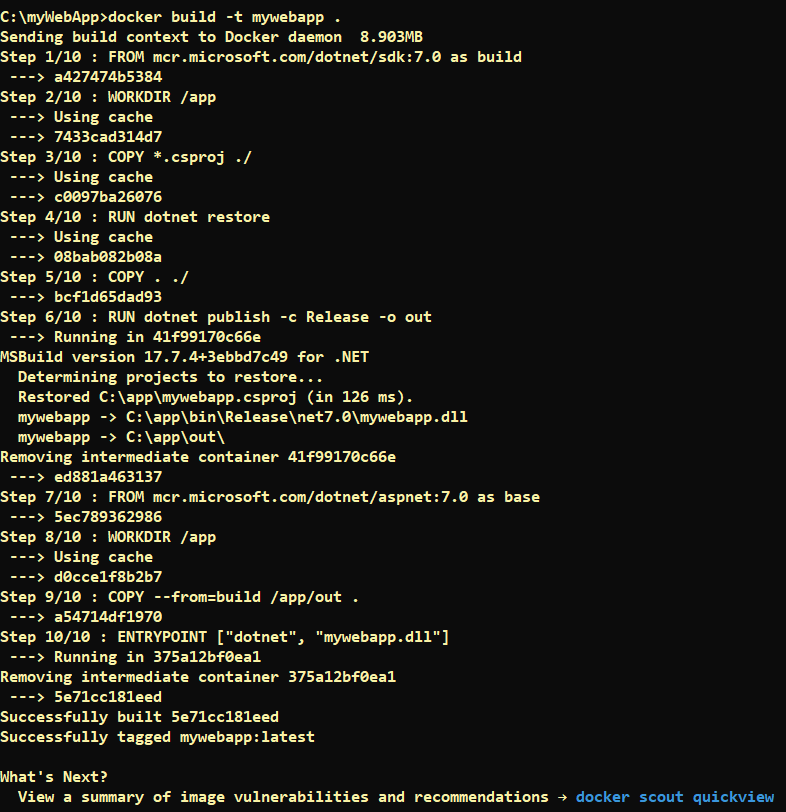 C:\myWebApp>docker build -t mywebapp .
Sending build context to Docker daemon  8.903MB
Step 1/10 : FROM mcr.microsoft.com/dotnet/sdk:7.0 as build
 ---> a427474b5384
Step 2/10 : WORKDIR /app
 ---> Using cache
 ---> 7433cad314d7
Step 3/10 : COPY *.csproj ./
 ---> Using cache
 ---> c0097ba26076
Step 4/10 : RUN dotnet restore
 ---> Using cache
 ---> 08bab082b08a
Step 5/10 : COPY . ./
 ---> bcf1d65dad93
Step 6/10 : RUN dotnet publish -c Release -o out
 ---> Running in 41f99170c66e
MSBuild version 17.7.4+3ebbd7c49 for .NET
  Determining projects to restore...
  Restored C:\app\mywebapp.csproj (in 126 ms).
  mywebapp -> C:\app\bin\Release\net7.0\mywebapp.dll
  mywebapp -> C:\app\out\
Removing intermediate container 41f99170c66e
 ---> ed881a463137
Step 7/10 : FROM mcr.microsoft.com/dotnet/aspnet:7.0 as base
 ---> 5ec789362986
Step 8/10 : WORKDIR /app
 ---> Using cache
 ---> d0cce1f8b2b7
Step 9/10 : COPY --from=build /app/out .
 ---> a54714df1970
Step 10/10 : ENTRYPOINT ["dotnet", "mywebapp.dll"]
 ---> Running in 375a12bf0ea1
Removing intermediate container 375a12bf0ea1
 ---> 5e71cc181eed
Successfully built 5e71cc181eed
Successfully tagged mywebapp:latest

What's Next?
  View a summary of image vulnerabilities and recommendations → docker scout quickview